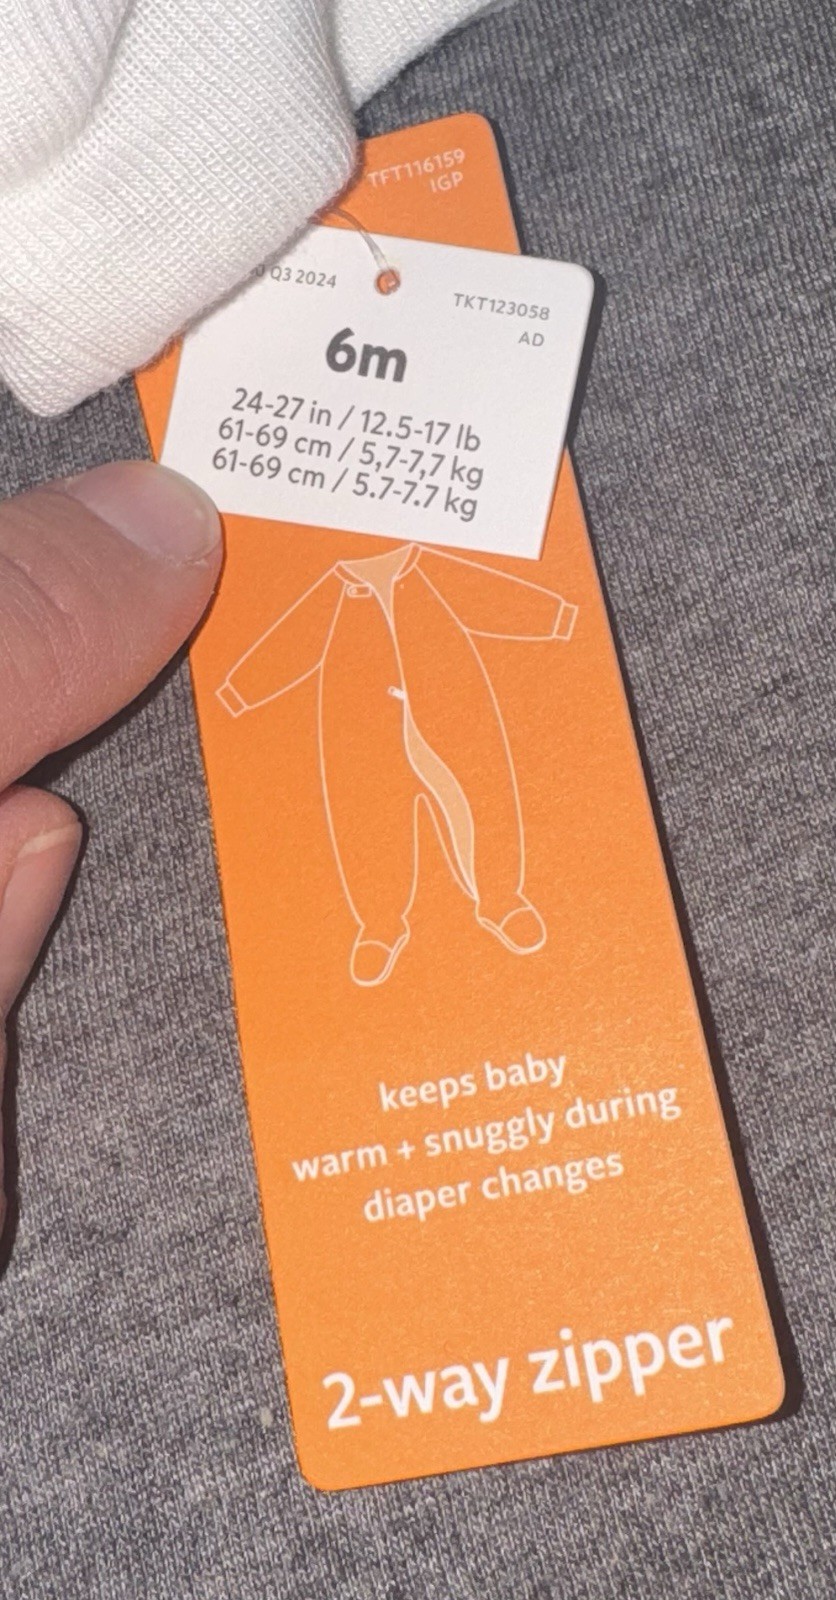 TFT116159
IGP
Q3 2024
TKT123058
AD
6m
24-27 in / 12.5-17 lb
61-69 cm / 5,7-7,7 kg
61-69 cm / 5.7-7.7 kg
keeps baby
warm + snuggly during
diaper changes
2-way zipper